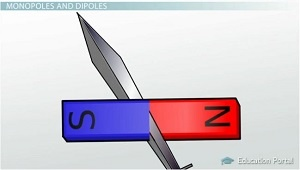 MONOPOLES AND DIPOLES
S N
Education Portal